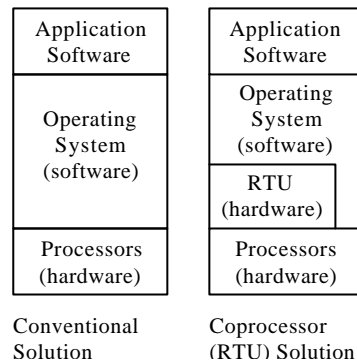 Application
Software
Operating
System
(software)
Processors
(hardware)
Conventional
Solution
Application
Software
Operating
System
(software)
RTU
(hardware)
Processors
(hardware)
Coprocessor
(RTU) Solution